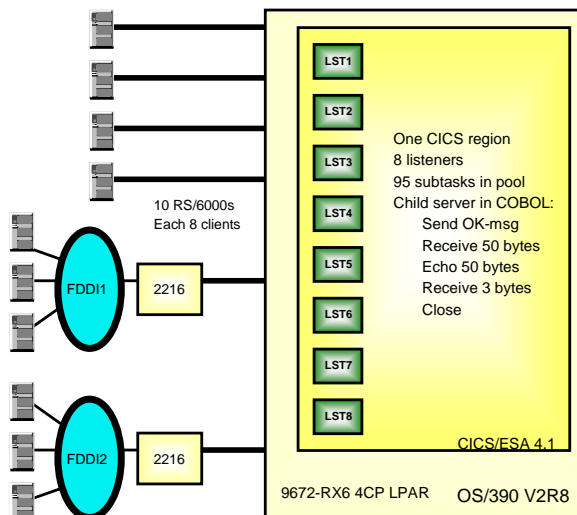 LST1
LST2
LST3
LST4
LST5
LST6
LST7
LST8
One CICS region
8 listeners
95 subtasks in pool
Child server in COBOL:
Send OK-msg
Receive 50 bytes
Echo 50 bytes
Receive 3 bytes
Close
10 RS/6000s
Each 8 clients
FDDI1
2216
FDDI2
2216
CICS/ESA 4.1
9672-RX6 4CP LPAR
OS/390 V2R8